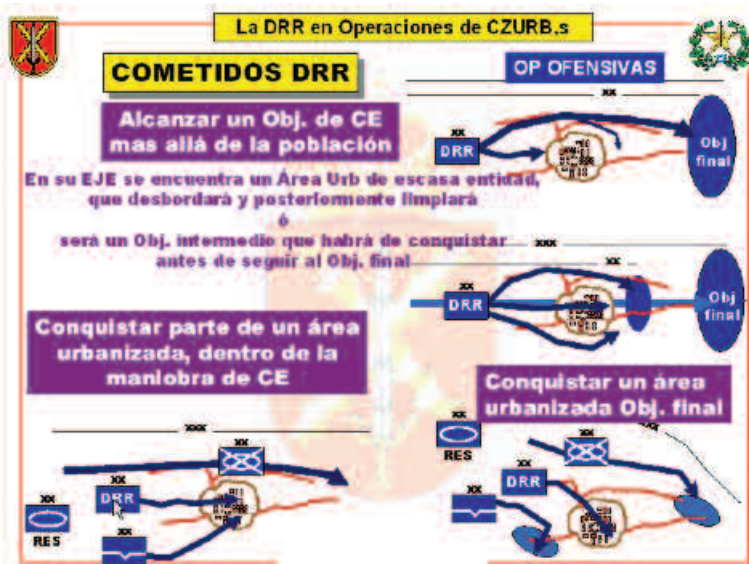 La DRR en Operaciones de CZURB,s
COMETIDOS DRR
OP OFENSIVAS
Alcanzar un Obj. de CE
mas allá de la población
xx
xx
DRR
Obj
final
En su EJE se encuentra un Área Urb de escasa entidad,
que desbordará y posteriormente limpiará
ó
será un Obj. intermedio que habrá de conquistar
antes de seguir al Obj. final
xxx
xx
xx
DRR
Obj
final
Conquistar parte de un área
urbanizada, dentro de la
maniobra de CE
xxx
xx
xx
DRR
xx
RES
xx
Conquistar un área
urbanizada Obj. final
xx
RES
xx
xx
xx
DRR
xx